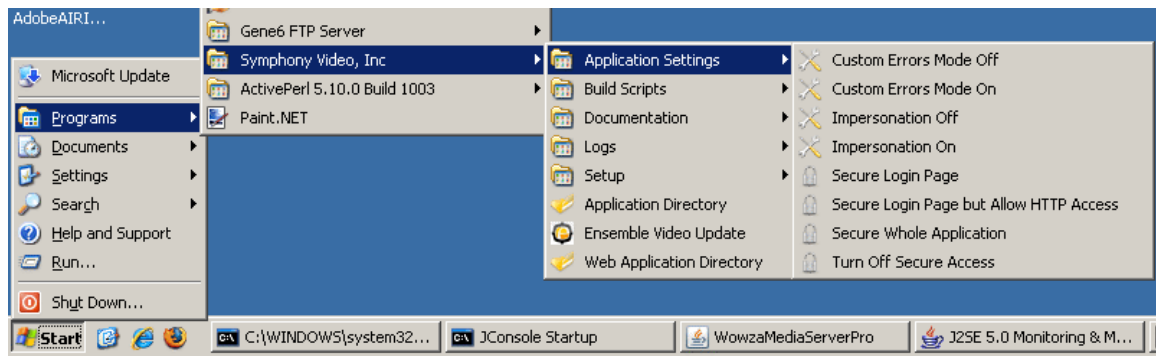 AdobeAIRI...
Microsoft Update
Programs
Documents
Settings
Search
Help and Support
Run...
Shut Down...
Gene6 FTP Server
Symphony Video, Inc
ActivePerl 5.10.0 Build 1003
Paint.NET
Application Settings
Build Scripts
Documentation
Logs
Setup
Application Directory
Ensemble Video Update
Web Application Directory
Custom Errors Mode Off
Custom Errors Mode On
Impersonation Off
Impersonation On
Secure Login Page
Secure Login Page but Allow HTTP Access
Secure Whole Application
Turn Off Secure Access
Start
C:\WINDOWS\system32...
JConsole Startup
WowzaMediaServerPro
J2SE 5.0 Monitoring & M...